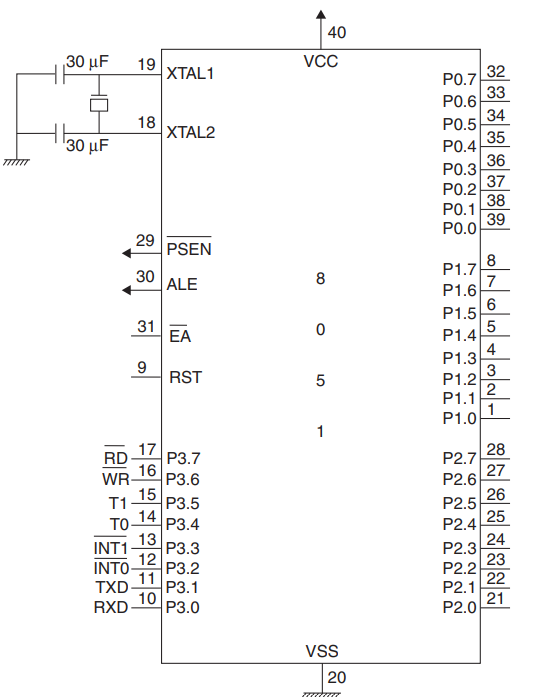 40
VCC
30 µF 19 XTAL1
18 XTAL2
30 µF
29 PSEN
30 ALE
31 EA
9 RST
8
0
5
1
RD 17 P3.7
WR 16 P3.6
T1 15 P3.5
T0 14 P3.4
INT1 13 P3.3
INT0 12 P3.2
TXD 11 P3.1
RXD 10 P3.0
P0.7 32
P0.6 33
P0.5 34
P0.4 35
P0.3 36
P0.2 37
P0.1 38
P0.0 39
P1.7 8
P1.6 7
P1.5 6
P1.4 5
P1.3 4
P1.2 3
P1.1 2
P1.0 1
P2.7 28
P2.6 27
P2.5 26
P2.4 25
P2.3 24
P2.2 23
P2.1 22
P2.0 21
VSS
20